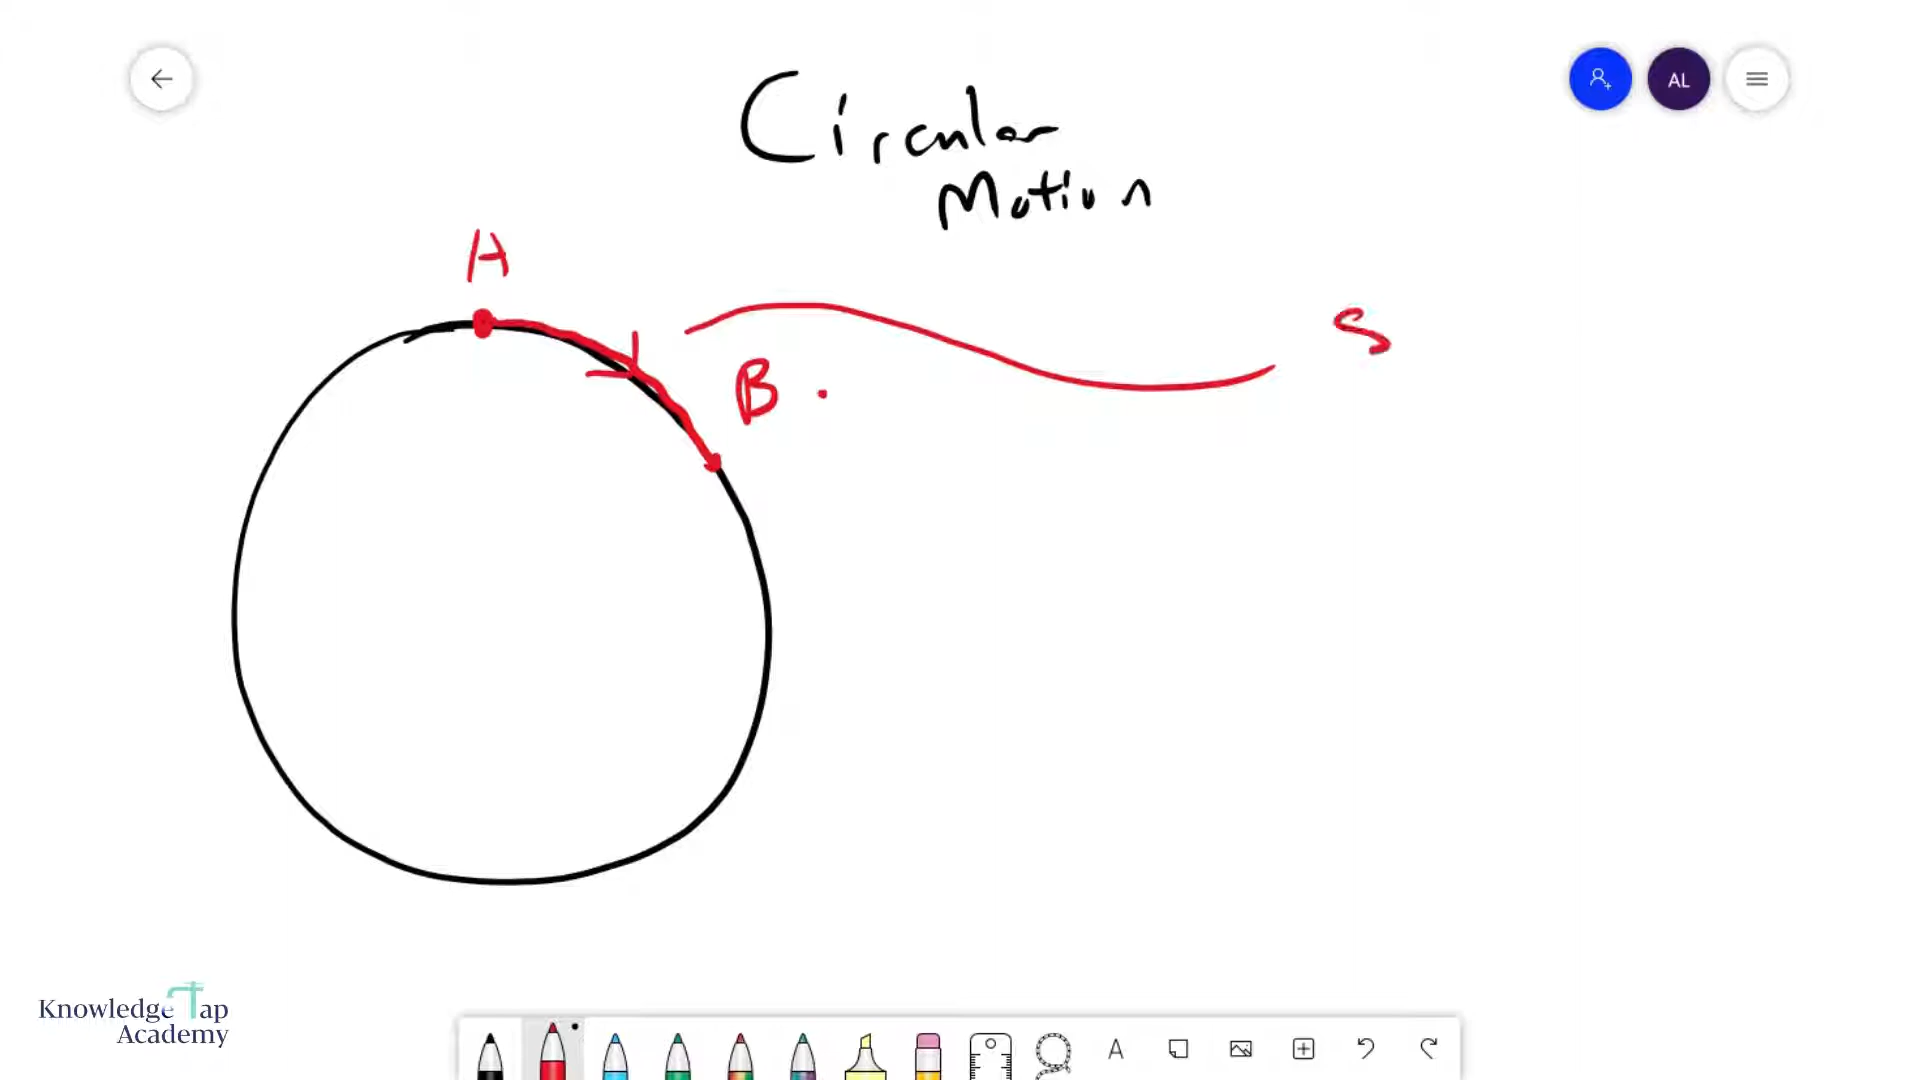 AL
Circular
Motion
A
S
B .
Knowledge Tap
Academy
A